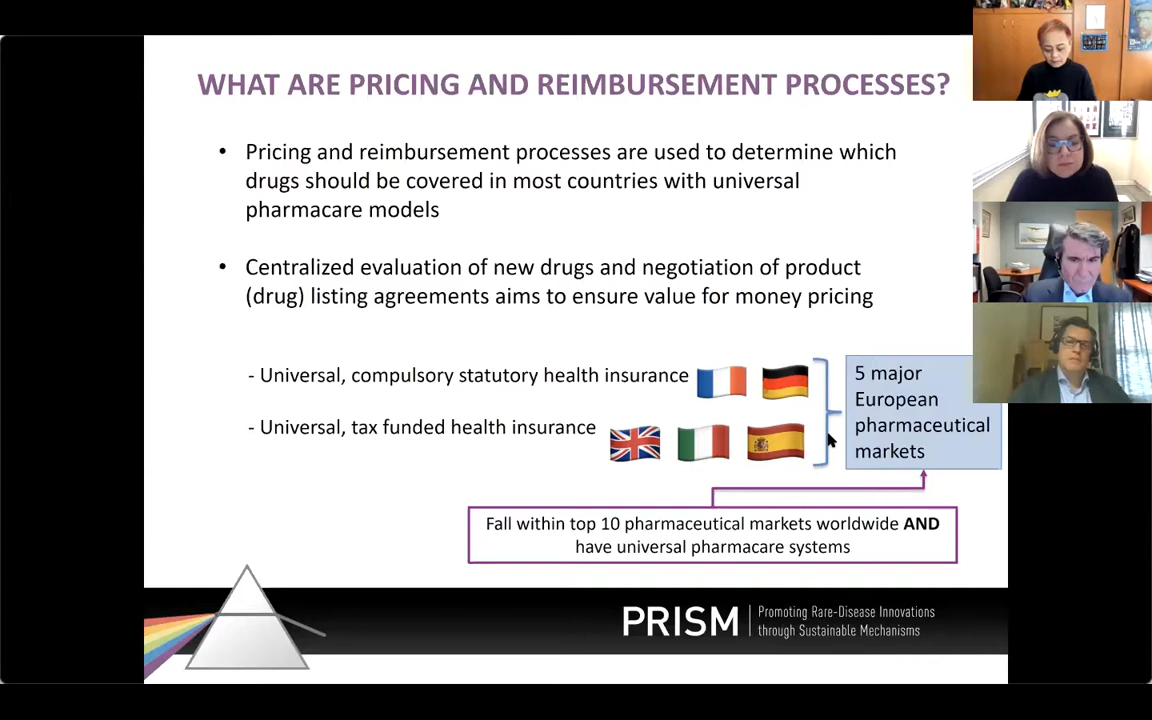 WHAT ARE PRICING AND REIMBURSEMENT PROCESSES?
• Pricing and reimbursement processes are used to determine which
drugs should be covered in most countries with universal
pharmacare models
• Centralized evaluation of new drugs and negotiation of product
(drug) listing agreements aims to ensure value for money pricing
- Universal, compulsory statutory health insurance
- Universal, tax funded health insurance
5 major
European
pharmaceutical
markets
Fall within top 10 pharmaceutical markets worldwide AND
have universal pharmacare systems
PRISM
Promoting Rare-Disease Innovations
through Sustainable Mechanisms